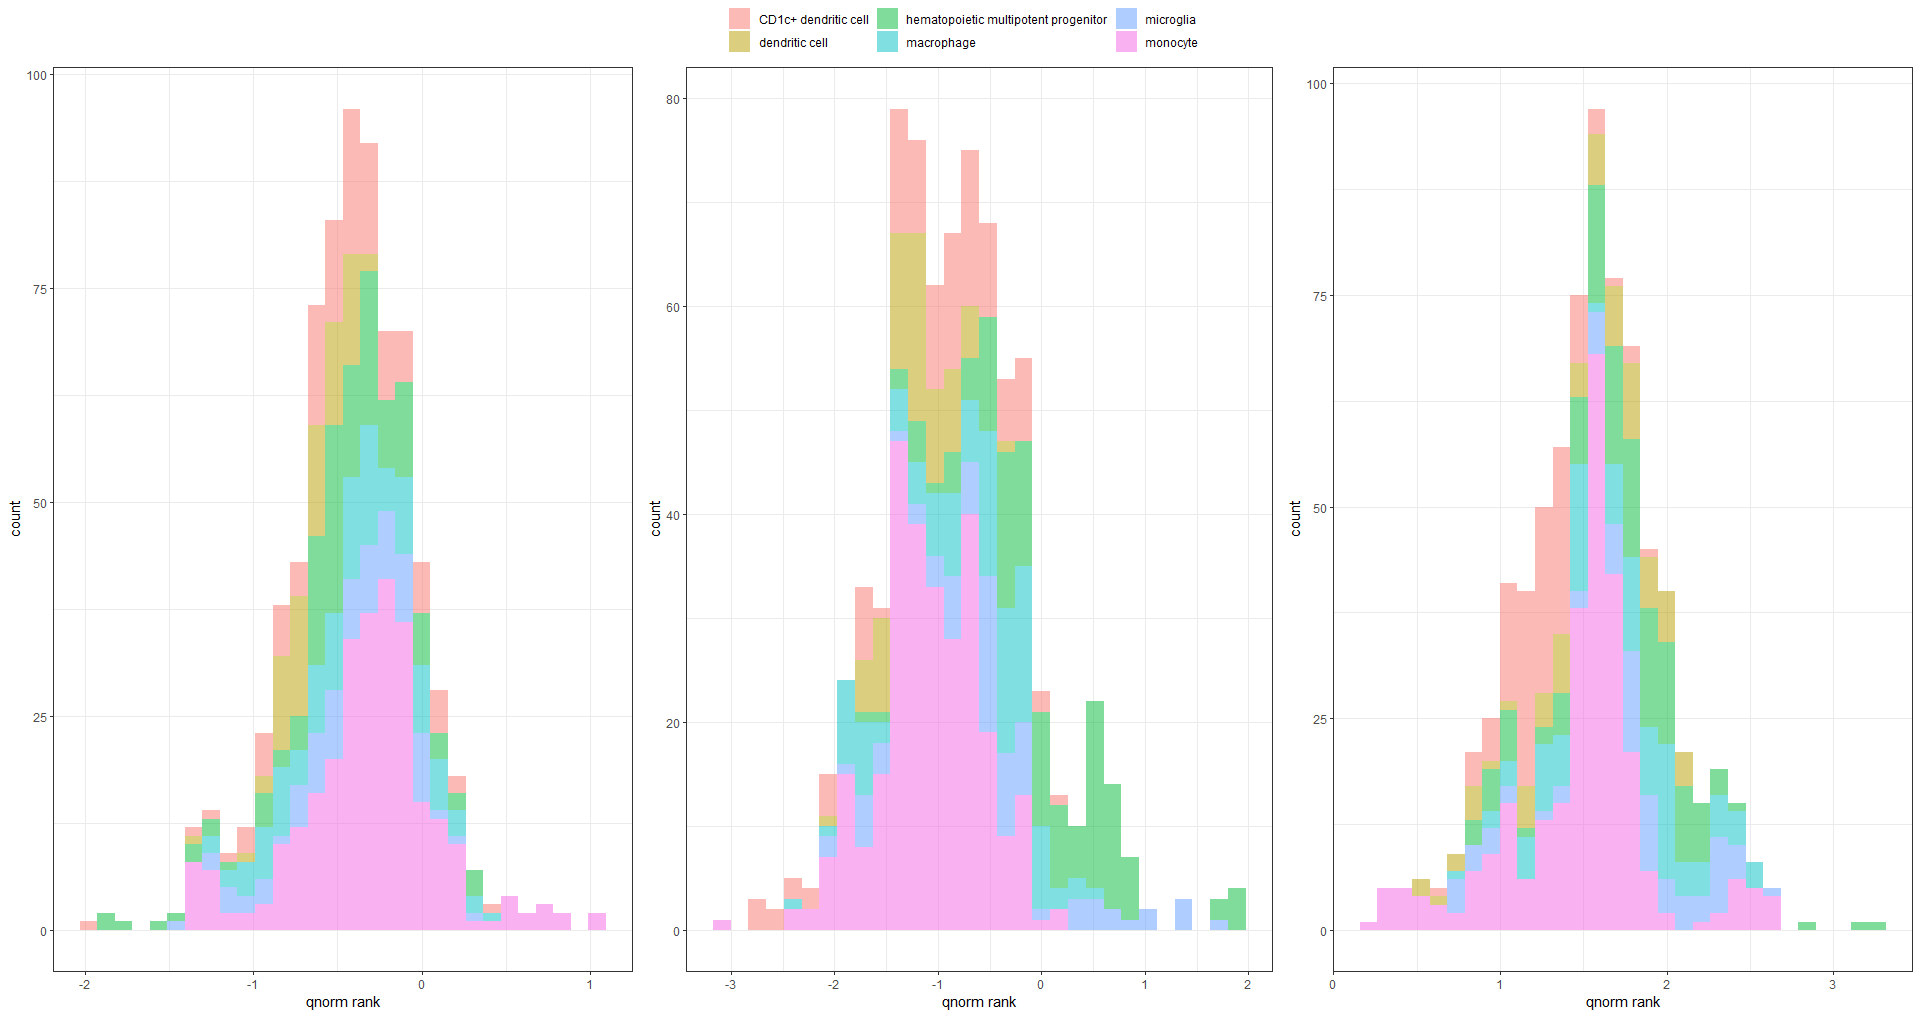 CD1c+ dendritic cell hematopoietic multipotent progenitor microglia
dendritic cell macrophage monocyte
100
75
50
25
0
count
-2 -1 0 1
qnorm rank
80
60
40
20
0
count
-3 -2 -1 0 1 2
qnorm rank
100
75
50
25
0
count
0 1 2 3
qnorm rank